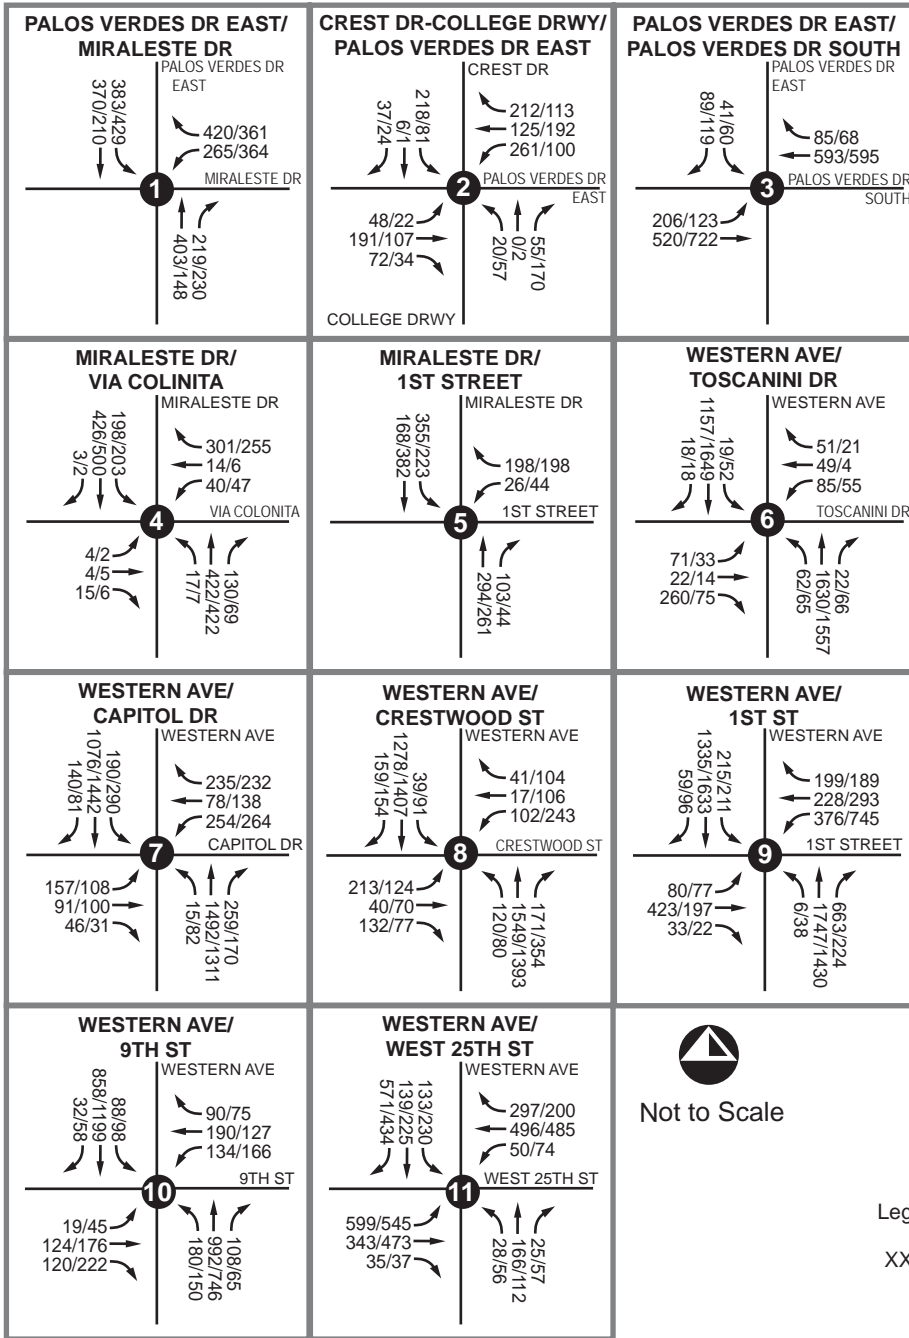 PALOS VERDES DR EAST/
MIRALESTE DR
PALOS VERDES DR
EAST
383/429
370/210
420/361
265/364
MIRALESTE DR
1
219/230
403/148
CREST DR-COLLEGE DRWY/
PALOS VERDES DR EAST
CREST DR
218/81
6/1
37/24
212/113
125/192
261/100
2
PALOS VERDES DR
EAST
48/22
191/107
72/34
55/170
0/2
20/57
COLLEGE DRWY
PALOS VERDES DR EAST/
PALOS VERDES DR SOUTH
PALOS VERDES DR
EAST
41/60
89/119
85/68
593/595
3
PALOS VERDES DR
SOUTH
206/123
520/722
MIRALESTE DR/
VIA COLINITA
MIRALESTE DR
198/203
426/500
3/2
301/255
14/6
40/47
VIA COLONITA
4
4/2
4/5
15/6
130/69
422/422
17/7
MIRALESTE DR/
1ST STREET
MIRALESTE DR
355/223
168/382
198/198
26/44
1ST STREET
5
103/44
294/261
WESTERN AVE/
TOSCANINI DR
WESTERN AVE
19/52
1157/1649
18/18
51/21
49/4
85/55
TOSCANINI DR
6
71/33
22/14
260/75
22/66
1630/1557
62/65
WESTERN AVE/
CAPITOL DR
WESTERN AVE
190/290
1076/1442
140/81
235/232
78/138
254/264
CAPITOL DR
7
157/108
91/100
46/31
259/170
1492/1311
15/82
WESTERN AVE/
CRESTWOOD ST
WESTERN AVE
39/91
1278/1407
159/154
41/104
17/106
102/243
CRESTWOOD ST
8
213/124
40/70
132/77
171/354
1549/1393
120/80
WESTERN AVE/
1ST ST
WESTERN AVE
215/211
1335/1633
59/96
199/189
228/293
376/745
1ST STREET
9
80/77
423/197
33/22
663/224
1747/1430
6/38
WESTERN AVE/
9TH ST
WESTERN AVE
88/98
858/1199
32/58
90/75
190/127
134/166
9TH ST
10
19/45
124/176
120/222
108/65
992/746
180/150
WESTERN AVE/
WEST 25TH ST
WESTERN AVE
133/230
139/225
571/434
297/200
496/485
50/74
WEST 25TH ST
11
599/545
343/473
35/37
25/57
166/112
28/56
Not to Scale
Leg
XX